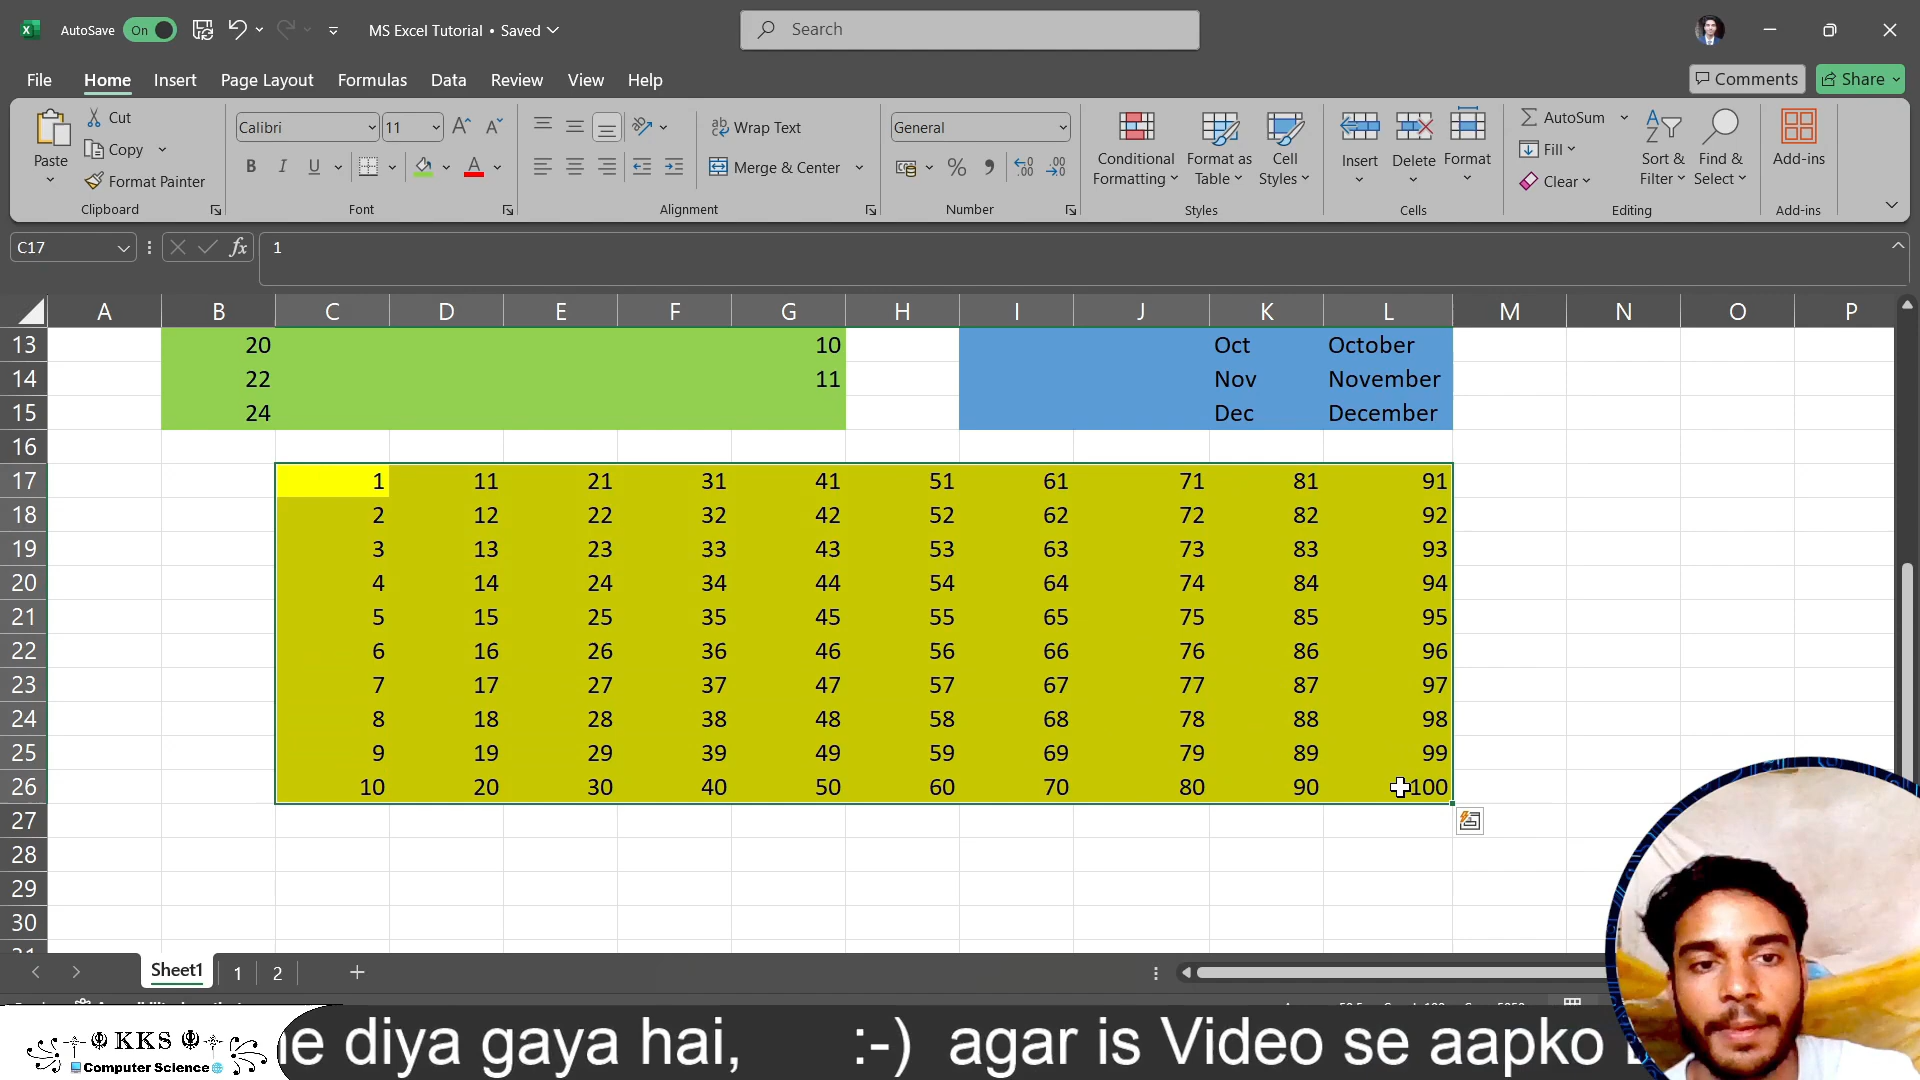 AutoSave On MS Excel Tutorial • Saved Search
File Home Insert Page Layout Formulas Data Review View Help Comments Share
Paste Cut Copy Format Painter Clipboard
Calibri 11 B I U A Font
Wrap Text Merge & Center Alignment
General % Number
Conditional Formatting Format as Table Cell Styles Styles
Insert Delete Format Cells
AutoSum Fill Clear Sort & Filter Find & Select Editing
Add-ins Add-ins
C17 fx 1
A B C D E F G H I J K L M N O P
13 20 10 Oct October
14 22 11 Nov November
15 24 Dec December
16
17 1 11 21 31 41 51 61 71 81 91
18 2 12 22 32 42 52 62 72 82 92
19 3 13 23 33 43 53 63 73 83 93
20 4 14 24 34 44 54 64 74 84 94
21 5 15 25 35 45 55 65 75 85 95
22 6 16 26 36 46 56 66 76 86 96
23 7 17 27 37 47 57 67 77 87 97
24 8 18 28 38 48 58 68 78 88 98
25 9 19 29 39 49 59 69 79 89 99
26 10 20 30 40 50 60 70 80 90 100
27
28
29
30
Sheet1 1 2
KKS
Computer Science
diya gaya hai, :-) agar is Video se aapko